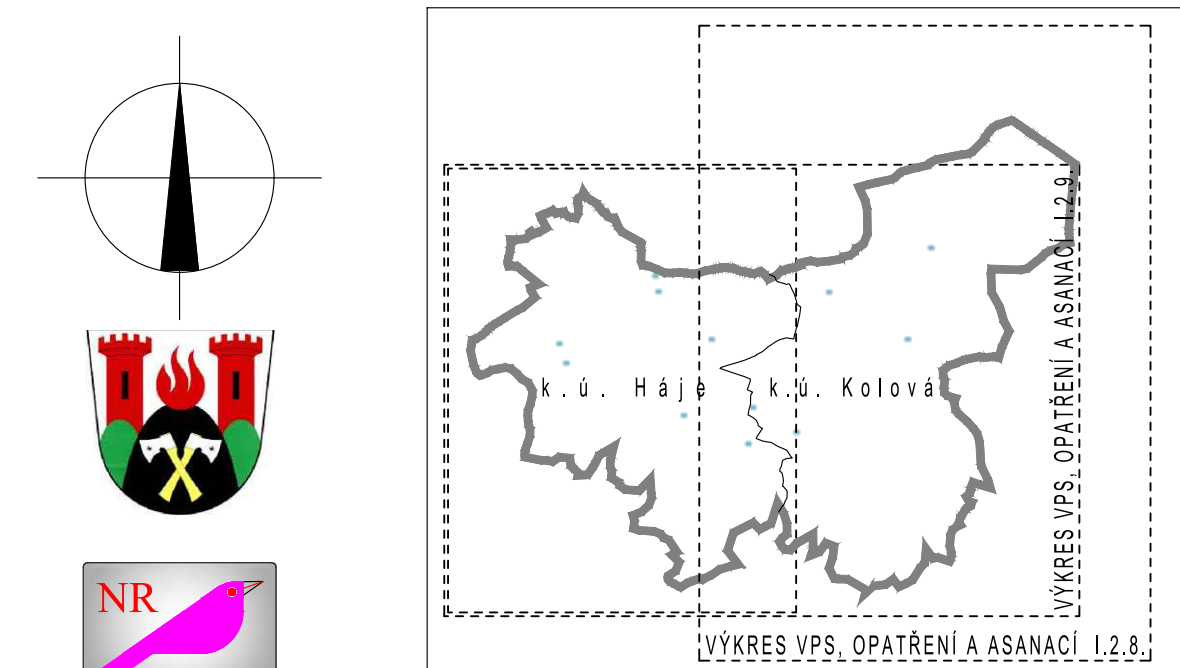 VÝKRES VPS, OPATŘENÍ A ASANACÍ I.2.9.
k.ú. Háje
k.ú. Kolová
NR
VÝKRES VPS, OPATŘENÍ A ASANACÍ I.2.8.